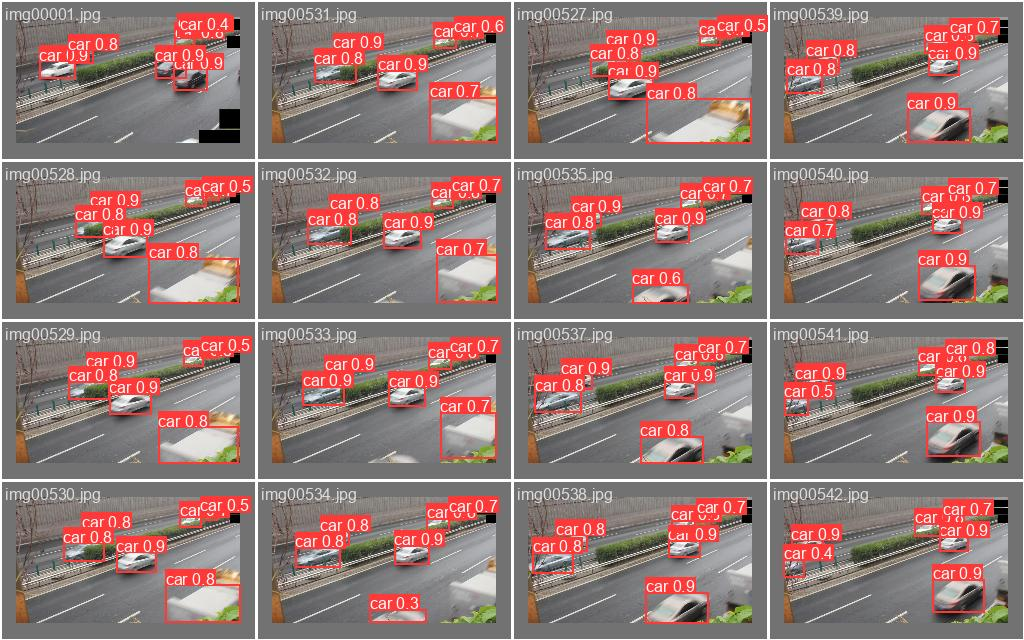 img00001.jpg
car 0.4
car 0.8
car 0.9
car 0.9
car 0.9
img00531.jpg
car 0.6
car 0.9
car 0.8
car 0.9
car 0.7
img00527.jpg
car 0.5
car 0.9
car 0.9
car 0.8
img00539.jpg
car 0.7
car 0.8
car 0.9
car 0.8
car 0.9
img00528.jpg
car 0.5
car 0.9
car 0.8
car 0.9
car 0.8
img00532.jpg
car 0.7
car 0.8
car 0.8
car 0.9
car 0.7
img00535.jpg
car 0.7
car 0.9
car 0.8
car 0.9
car 0.6
img00540.jpg
car 0.7
car 0.8
car 0.9
car 0.7
car 0.9
img00529.jpg
car 0.5
car 0.9
car 0.8
car 0.9
car 0.8
img00533.jpg
car 0.7
car 0.9
car 0.9
car 0.9
car 0.7
img00537.jpg
car 0.7
car 0.9
car 0.8
car 0.9
car 0.8
img00541.jpg
car 0.8
car 0.9
car 0.9
car 0.5
car 0.9
img00530.jpg
car 0.5
car 0.8
car 0.8
car 0.9
car 0.8
img00534.jpg
car 0.7
car 0.8
car 0.8
car 0.9
car 0.3
img00538.jpg
car 0.7
car 0.8
car 0.9
car 0.8
car 0.9
img00542.jpg
car 0.7
car 0.9
car 0.9
car 0.4
car 0.9